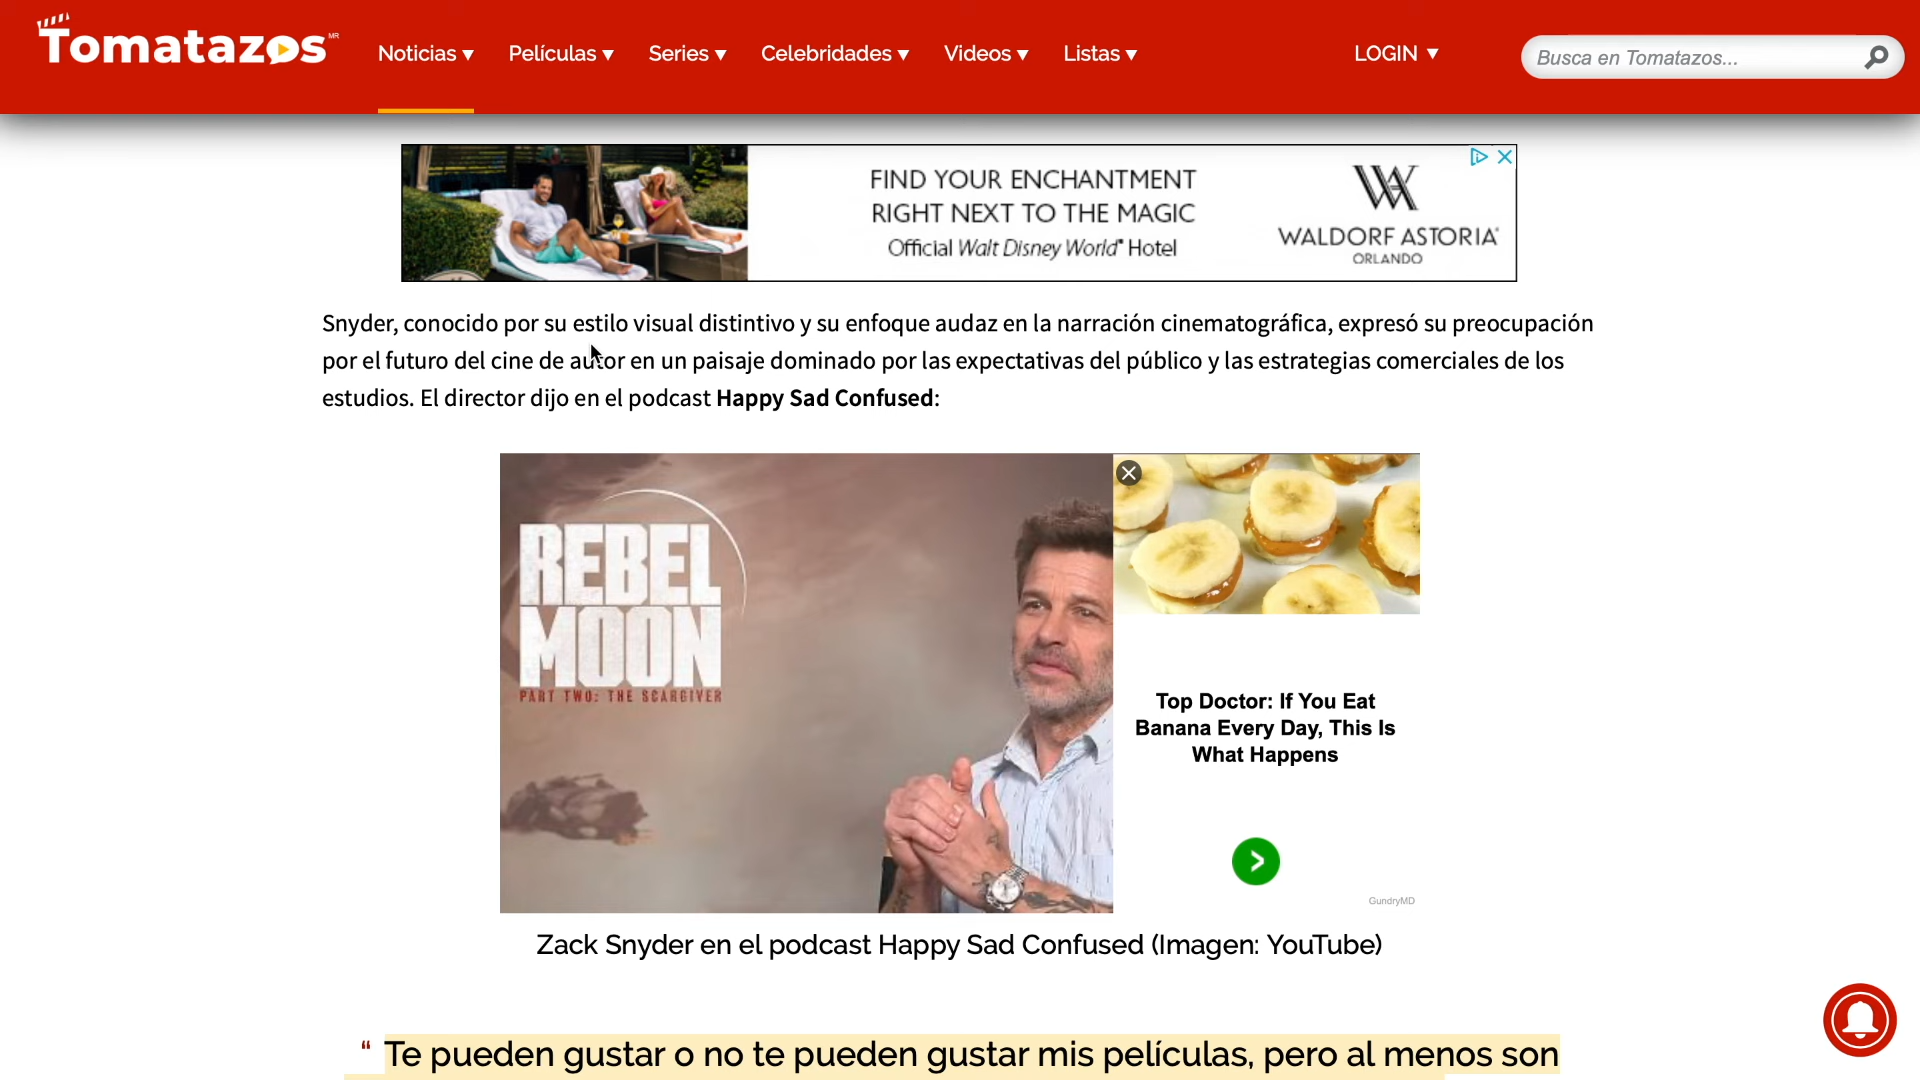 Tomatazos MR
Noticias ▾ Películas ▾ Series ▾ Celebridades ▾ Videos ▾ Listas ▾ LOGIN ▾ Busca en Tomatazos...
FIND YOUR ENCHANTMENT
RIGHT NEXT TO THE MAGIC
Official Walt Disney World® Hotel
WA
WALDORF ASTORIA®
ORLANDO
Snyder, conocido por su estilo visual distintivo y su enfoque audaz en la narración cinematográfica, expresó su preocupación
por el futuro del cine de autor en un paisaje dominado por las expectativas del público y las estrategias comerciales de los
estudios. El director dijo en el podcast Happy Sad Confused:
REBEL
MOON
PART TWO: THE SCARGIVER
Top Doctor: If You Eat
Banana Every Day, This Is
What Happens
GundryMD
Zack Snyder en el podcast Happy Sad Confused (Imagen: YouTube)
“ Te pueden gustar o no te pueden gustar mis películas, pero al menos son